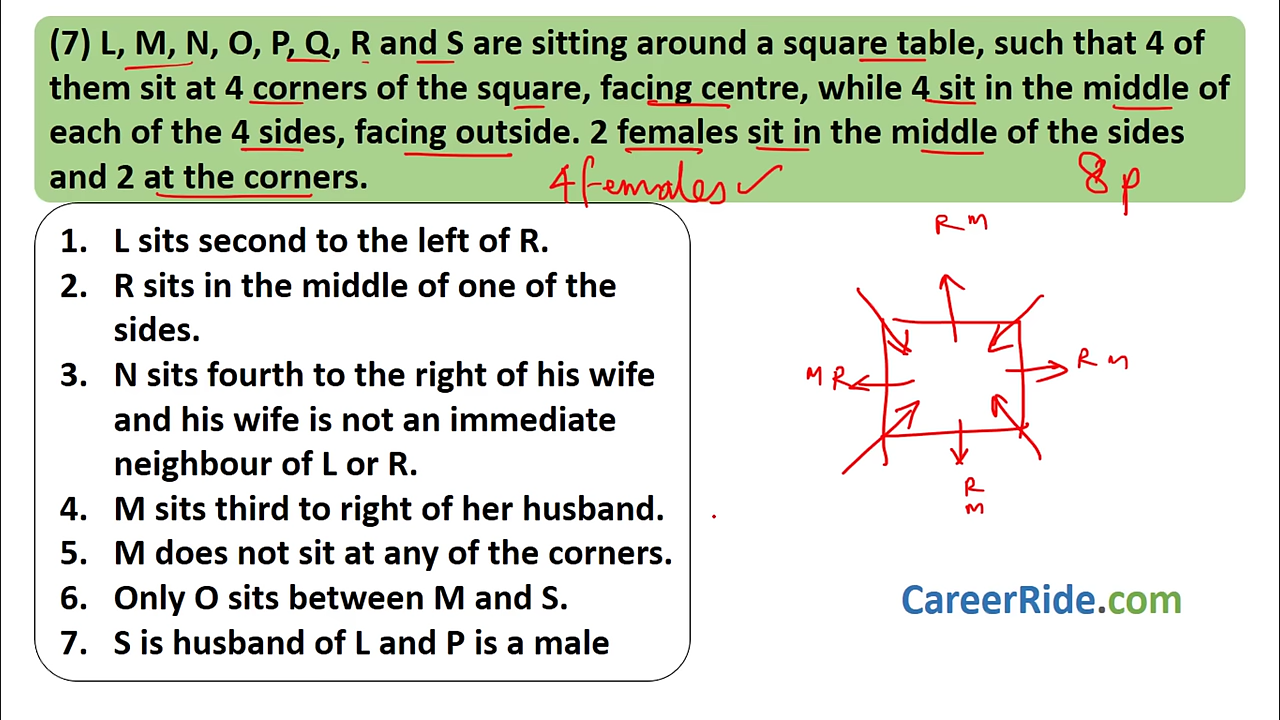 (7) L, M, N, O, P, Q, R and S are sitting around a square table, such that 4 of
them sit at 4 corners of the square, facing centre, while 4 sit in the middle of
each of the 4 sides, facing outside. 2 females sit in the middle of the sides
and 2 at the corners.
4 females ✓
8 p
1. L sits second to the left of R.
2. R sits in the middle of one of the
sides.
3. N sits fourth to the right of his wife
and his wife is not an immediate
neighbour of L or R.
4. M sits third to right of her husband.
5. M does not sit at any of the corners.
6. Only O sits between M and S.
7. S is husband of L and P is a male
R M
M R
R M
R
M
CareerRide.com